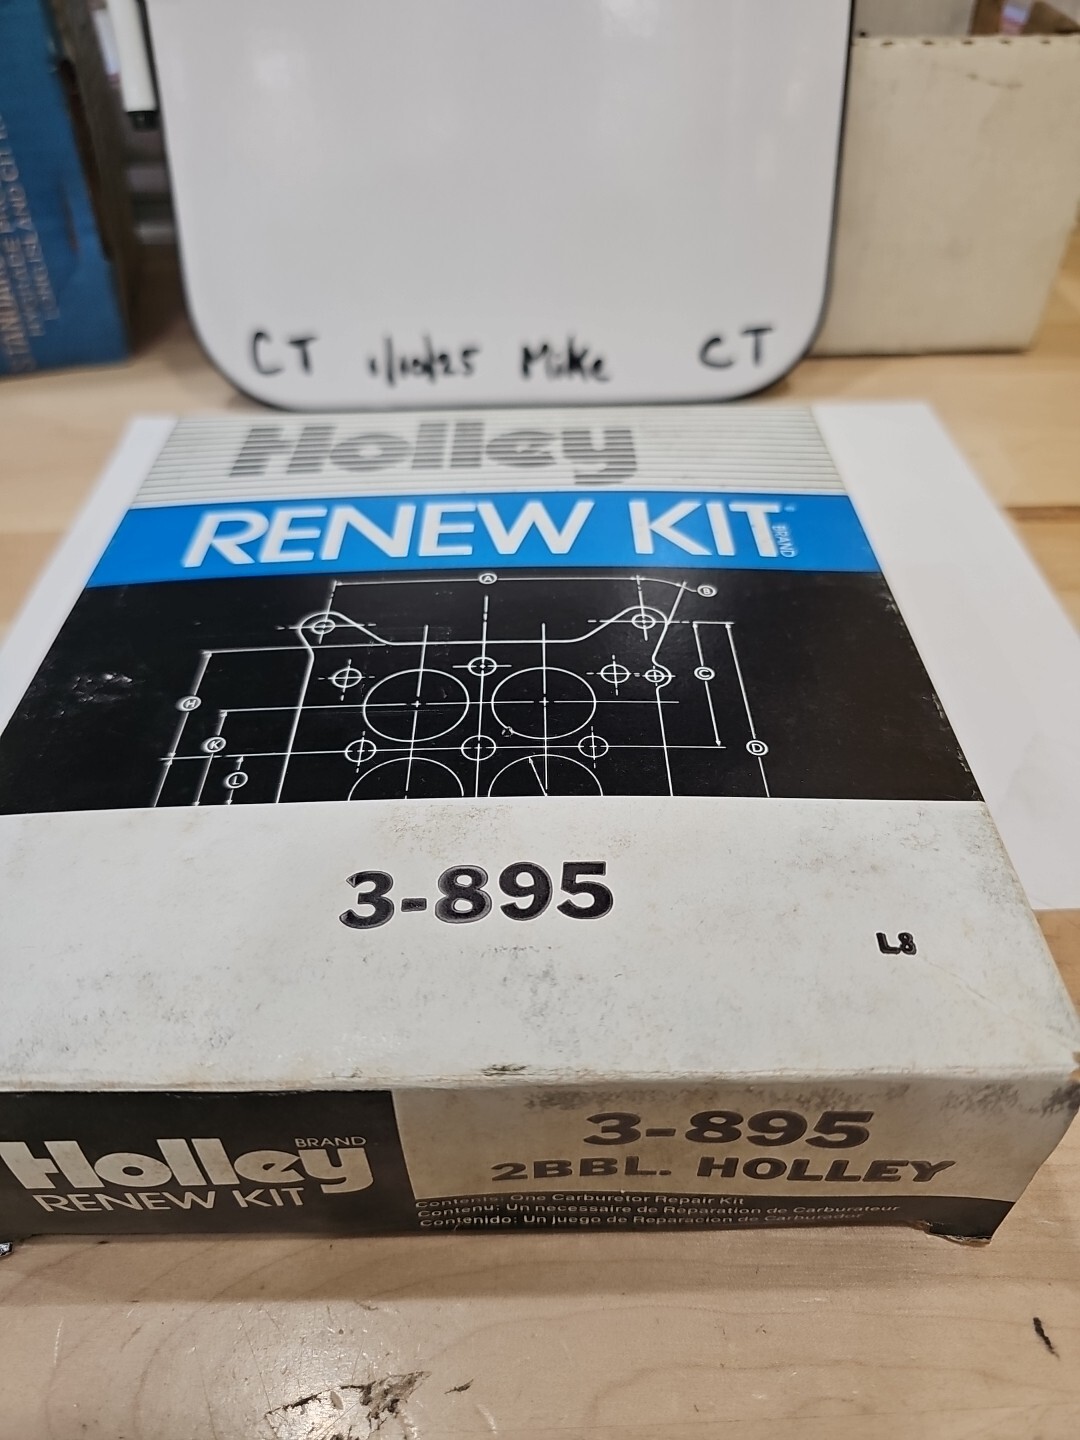 CT 1/10/25 Mike CT
Holley
RENEW KIT BRAND
A
B
C
H
K
D
L
3-895
L8
Holley BRAND
RENEW KIT
3-895
2BBL. HOLLEY
Contents: One Carburetor Repair Kit
Contenu: Un necessaire de Reparation de Carburateur
Contenido: Un juego de Reparacion de Carburador